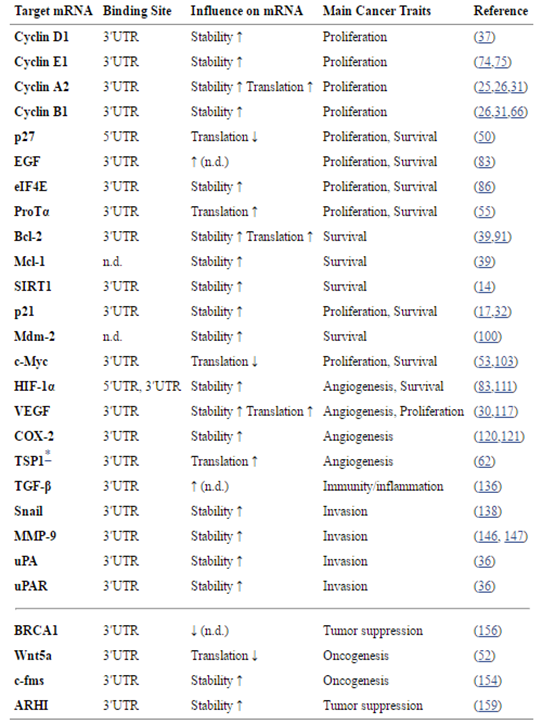 Target mRNA Binding Site Influence on mRNA Main Cancer Traits Reference
Cyclin D1 3'UTR Stability ↑ Proliferation (37)
Cyclin E1 3'UTR Stability ↑ Proliferation (74,75)
Cyclin A2 3'UTR Stability ↑ Translation ↑ Proliferation (25,26,31)
Cyclin B1 3'UTR Stability ↑ Proliferation (26,31,66)
p27 5'UTR Translation ↓ Proliferation, Survival (50)
EGF 3'UTR ↑ (n.d.) Proliferation, Survival (83)
eIF4E 3'UTR Stability ↑ Proliferation, Survival (86)
ProTα 3'UTR Translation ↑ Proliferation, Survival (55)
Bcl-2 3'UTR Stability ↑ Translation ↑ Survival (39,91)
Mcl-1 n.d. Stability ↑ Survival (39)
SIRT1 3'UTR Stability ↑ Survival (14)
p21 3'UTR Stability ↑ Proliferation, Survival (17,32)
Mdm-2 n.d. Stability ↑ Survival (100)
c-Myc 3'UTR Translation ↓ Proliferation, Survival (53,103)
HIF-1α 5'UTR, 3'UTR Stability ↑ Angiogenesis, Survival (83,111)
VEGF 3'UTR Stability ↑ Translation ↑ Angiogenesis, Proliferation (30,117)
COX-2 3'UTR Stability ↑ Angiogenesis (120,121)
TSP1* 3'UTR Translation ↑ Angiogenesis (62)
TGF-β 3'UTR ↑ (n.d.) Immunity/inflammation (136)
Snail 3'UTR Stability ↑ Invasion (138)
MMP-9 3'UTR Stability ↑ Invasion (146, 147)
uPA 3'UTR Stability ↑ Invasion (36)
uPAR 3'UTR Stability ↑ Invasion (36)
BRCA1 3'UTR ↓ (n.d.) Tumor suppression (156)
Wnt5a 3'UTR Translation ↓ Oncogenesis (52)
c-fms 3'UTR Stability ↑ Oncogenesis (154)
ARHI 3'UTR Stability ↑ Tumor suppression (159)